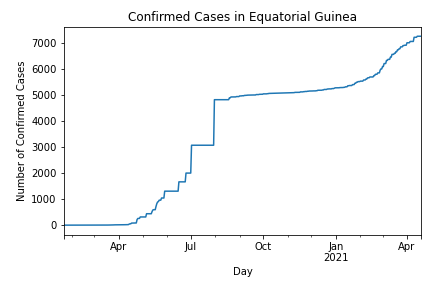 Confirmed Cases in Equatorial Guinea
Number of Confirmed Cases
7000
6000
5000
4000
3000
2000
1000
0
Apr Jul Oct Jan Apr
2021
Day